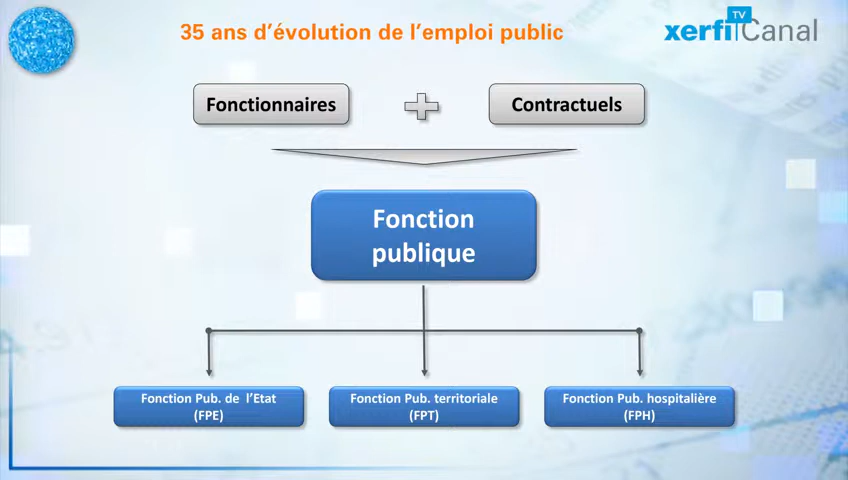 35 ans d’évolution de l’emploi public
xerfi TV Canal
Fonctionnaires
Contractuels
Fonction
publique
Fonction Pub. de l’Etat
(FPE)
Fonction Pub. territoriale
(FPT)
Fonction Pub. hospitalière
(FPH)